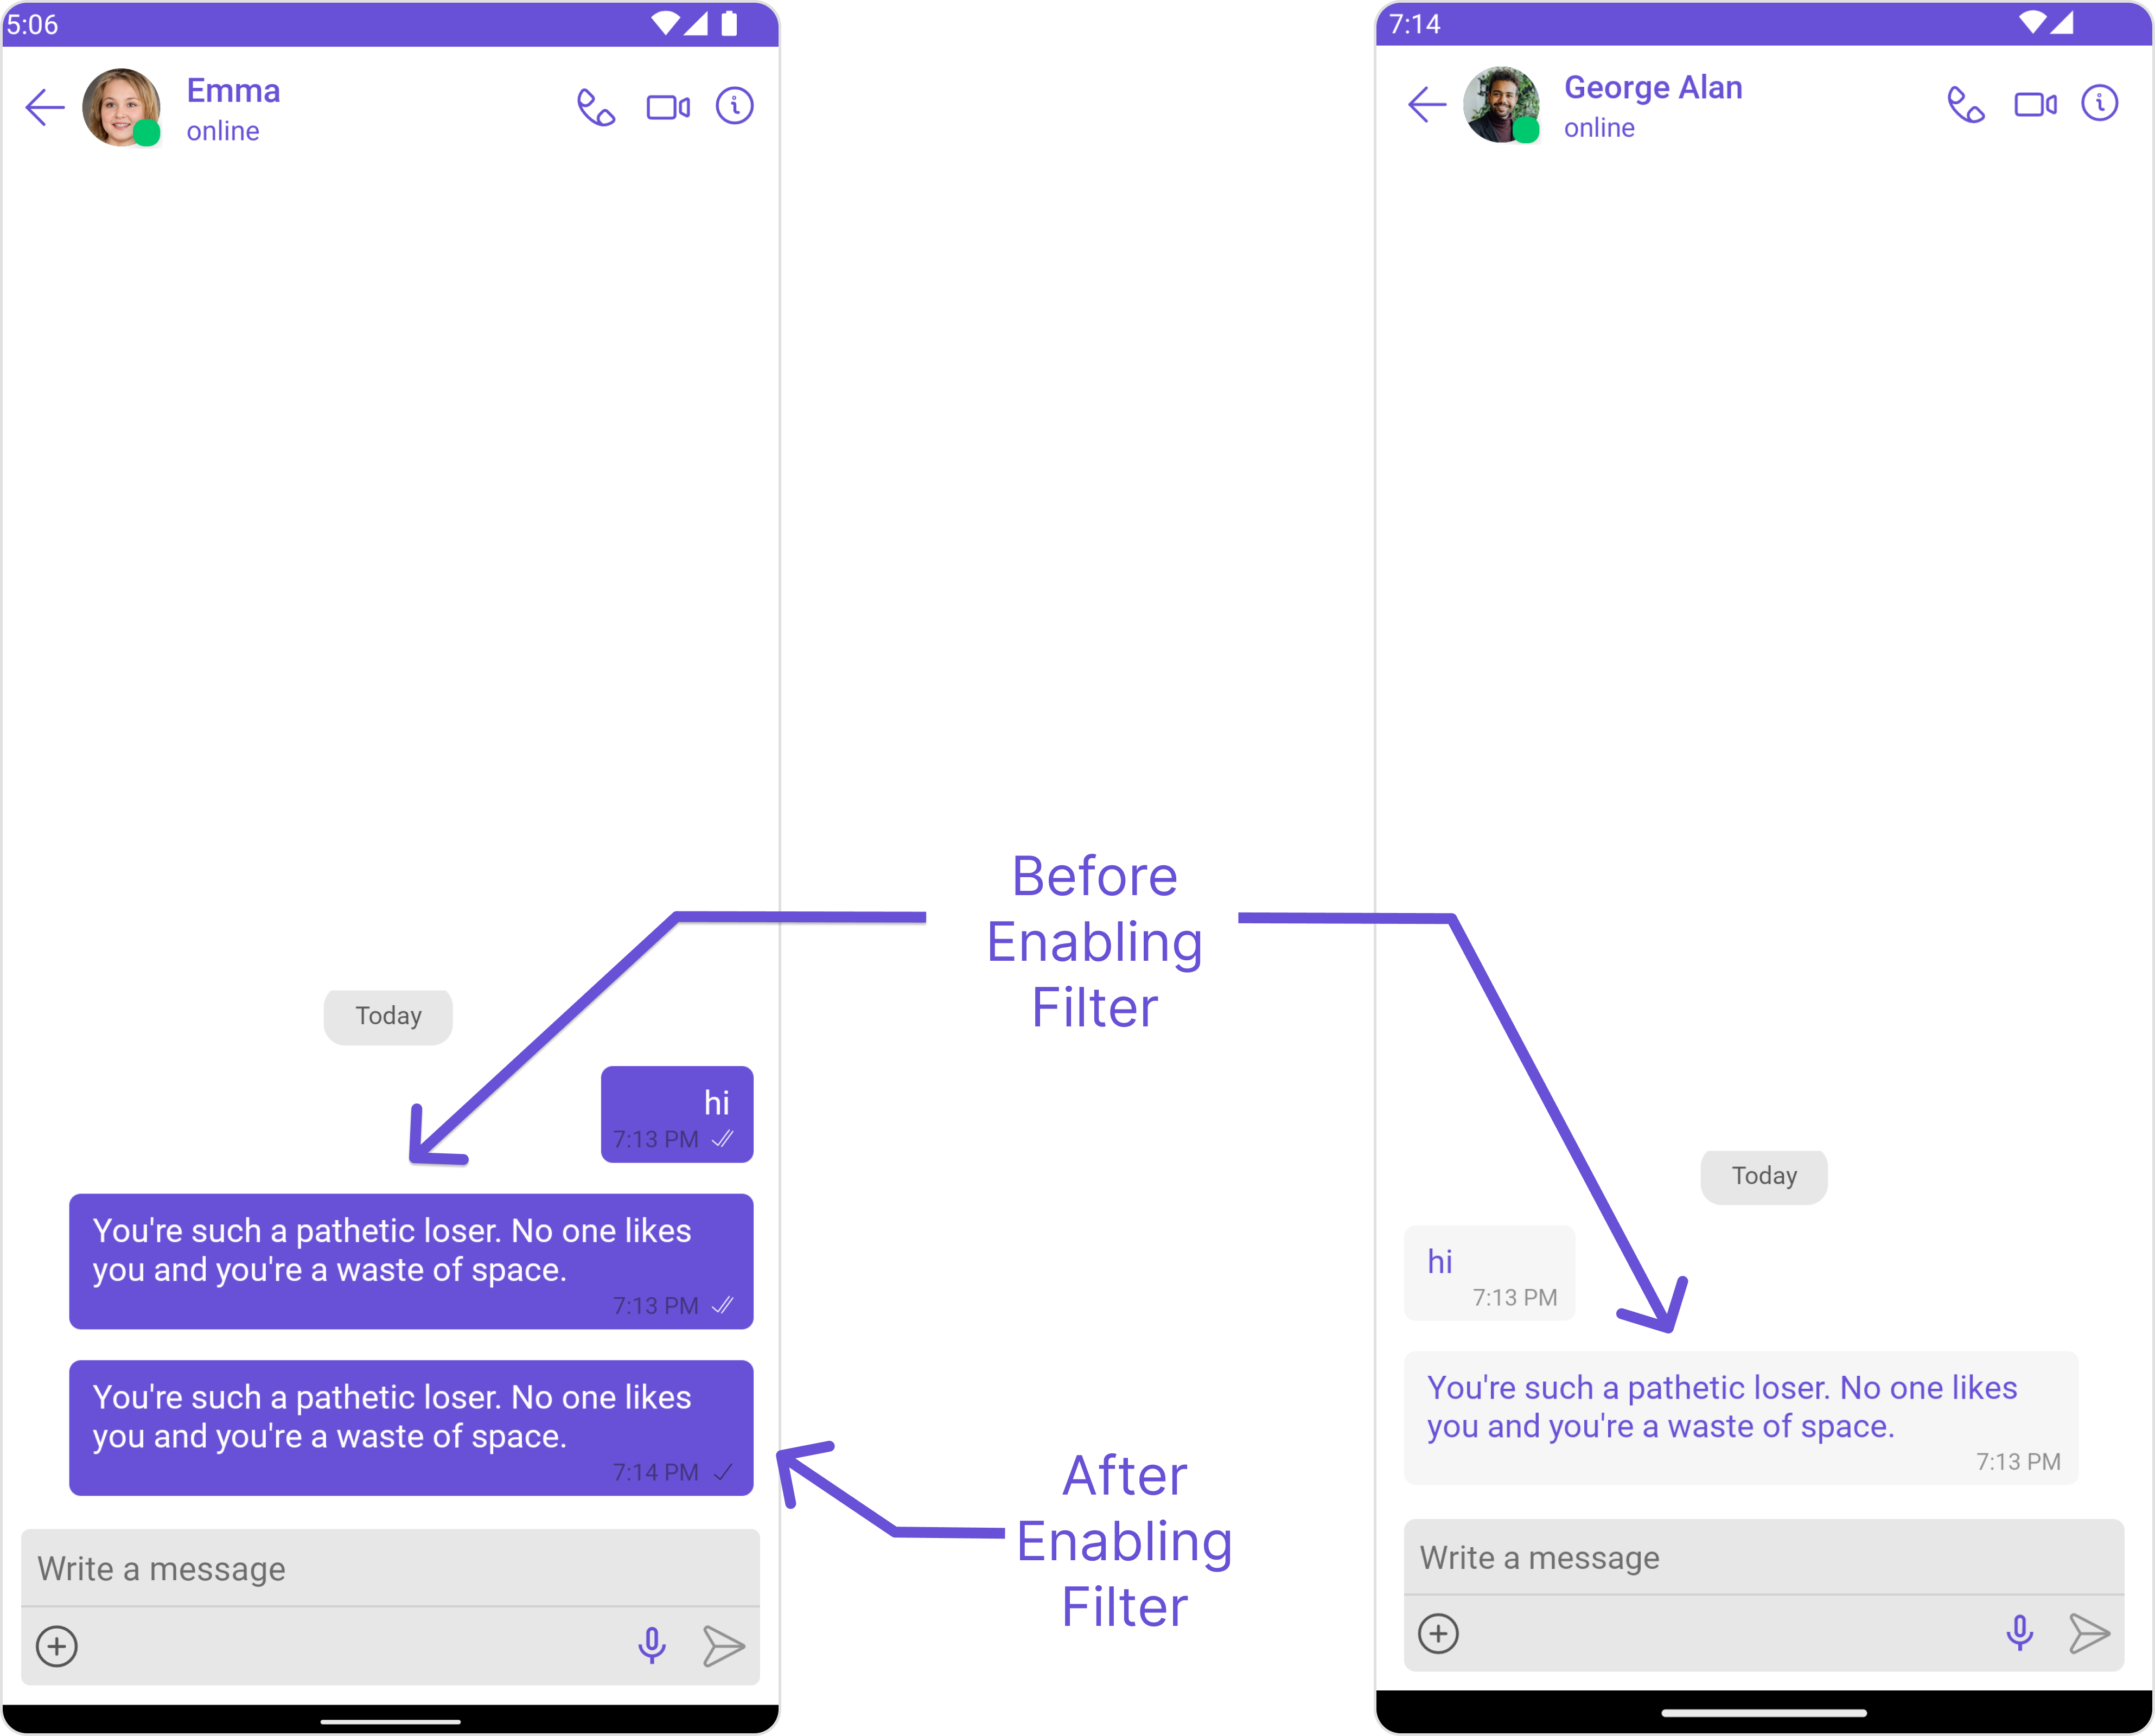 5:06
Emma
online
Today
hi
7:13 PM
You're such a pathetic loser. No one likes
you and you're a waste of space.
7:13 PM
You're such a pathetic loser. No one likes
you and you're a waste of space.
7:14 PM
Write a message
Before
Enabling
Filter
After
Enabling
Filter
7:14
George Alan
online
Today
hi
7:13 PM
You're such a pathetic loser. No one likes
you and you're a waste of space.
7:13 PM
Write a message